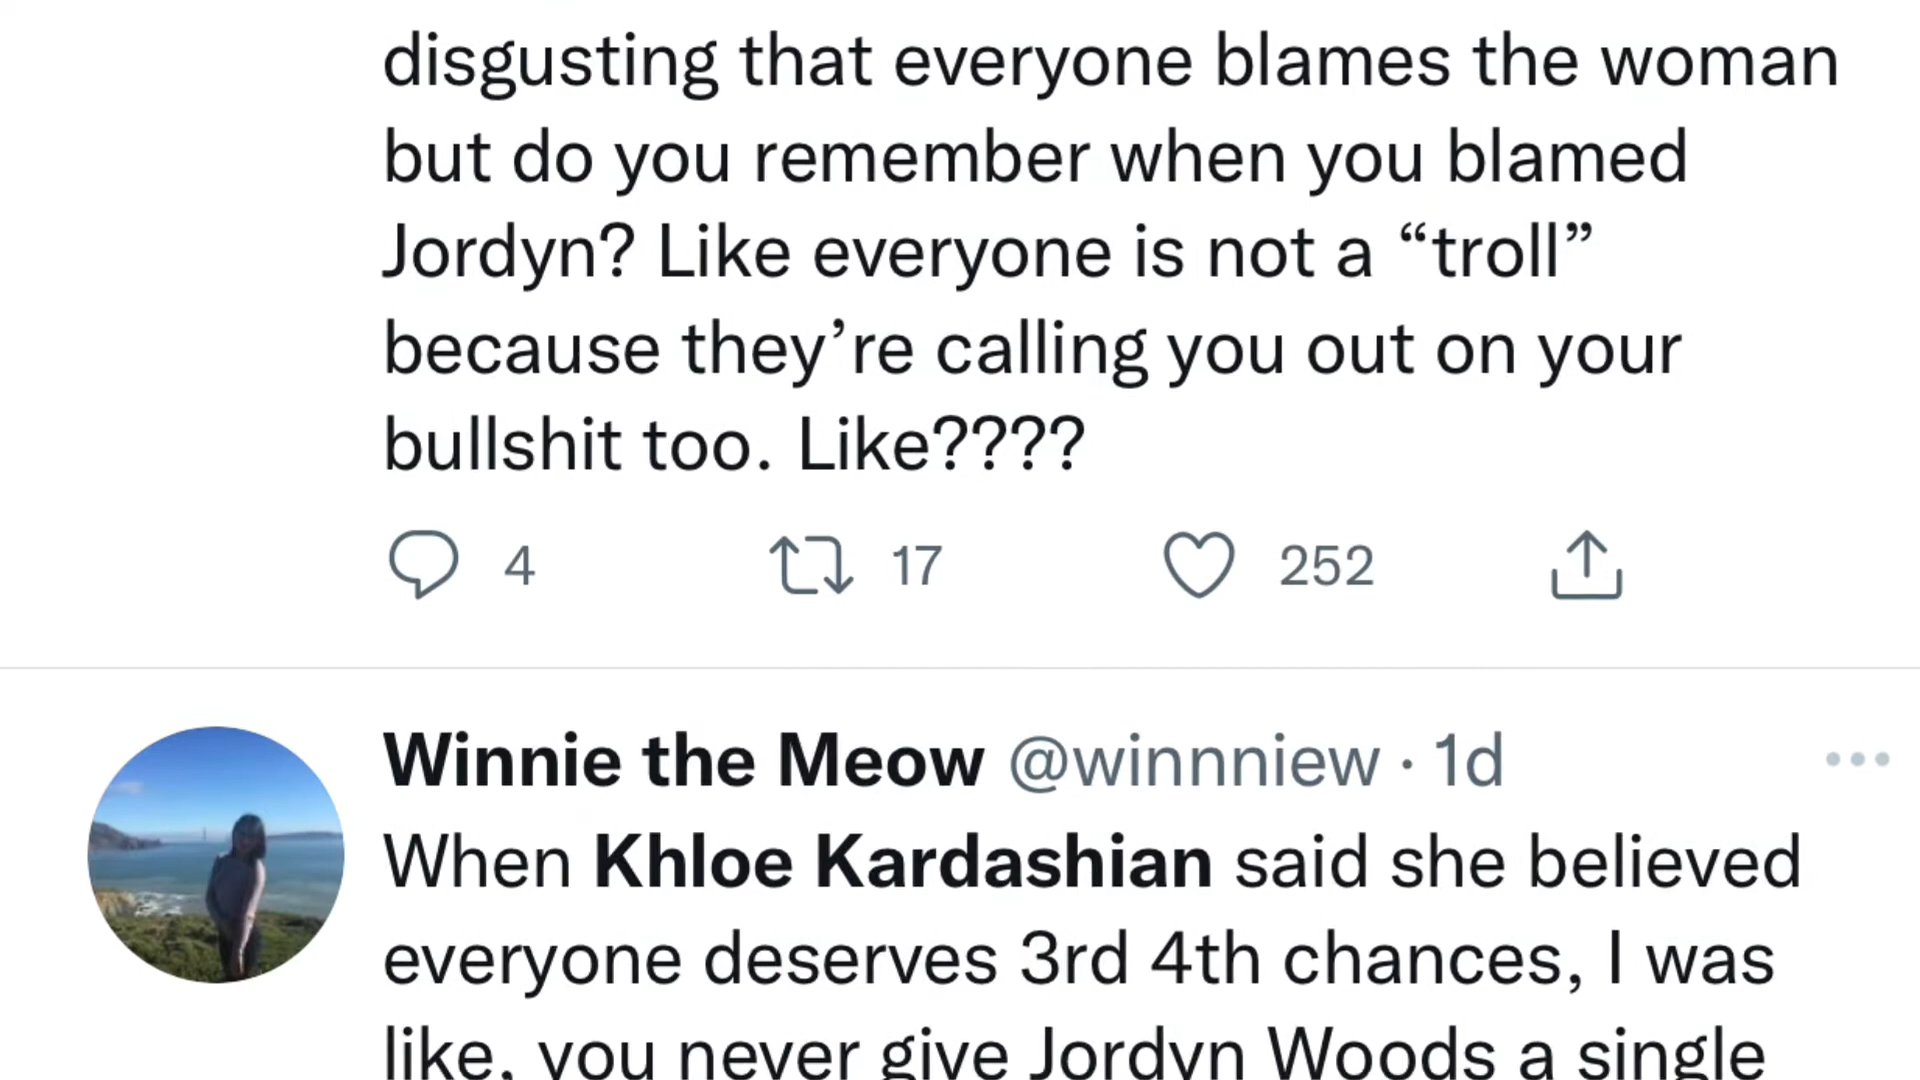 disgusting that everyone blames the woman
but do you remember when you blamed
Jordyn? Like everyone is not a “troll”
because they’re calling you out on your
bullshit too. Like????
4 17 252
Winnie the Meow @winnniew · 1d
When Khloe Kardashian said she believed
everyone deserves 3rd 4th chances, I was
like, you never give Jordyn Woods a single